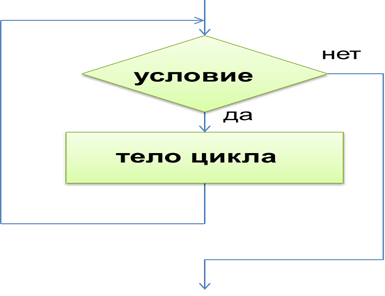 нет
условие
да
тело цикла